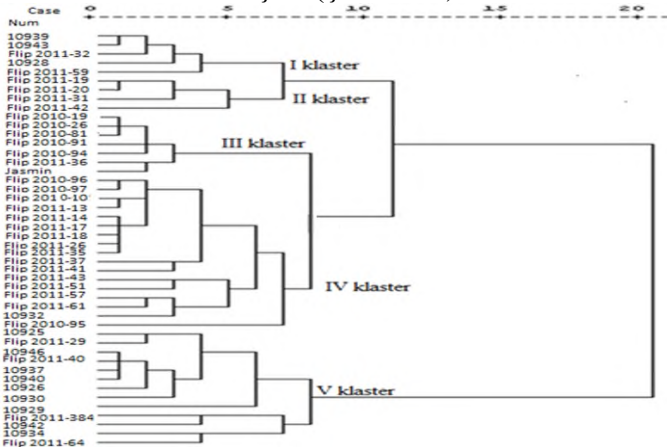 Case 0 5 10 15 20
Num
10939
10943
Flip 2011-32
10928
Flip 2011-59
Flip 2011-19
Flip 2011-20
Flip 2011-31
Flip 2011-42
Flip 2010-19
Flip 2010-26
Flip 2010-81
Flip 2010-91
Flip 2010-94
Flip 2011-36
Jasmin
Flip 2010-96
Flip 2010-97
Flip 2010-10
Flip 2011-13
Flip 2011-14
Flip 2011-17
Flip 2011-18
Flip 2011-26
Flip 2011-35
Flip 2011-37
Flip 2011-41
Flip 2011-43
Flip 2011-51
Flip 2011-57
Flip 2011-61
10932
Flip 2010-95
10925
Flip 2011-29
10946
Flip 2011-40
10937
10940
10926
10930
10929
Flip 2011-384
10942
10934
Flip 2011-64
I klaster
II klaster
III klaster
IV klaster
V klaster